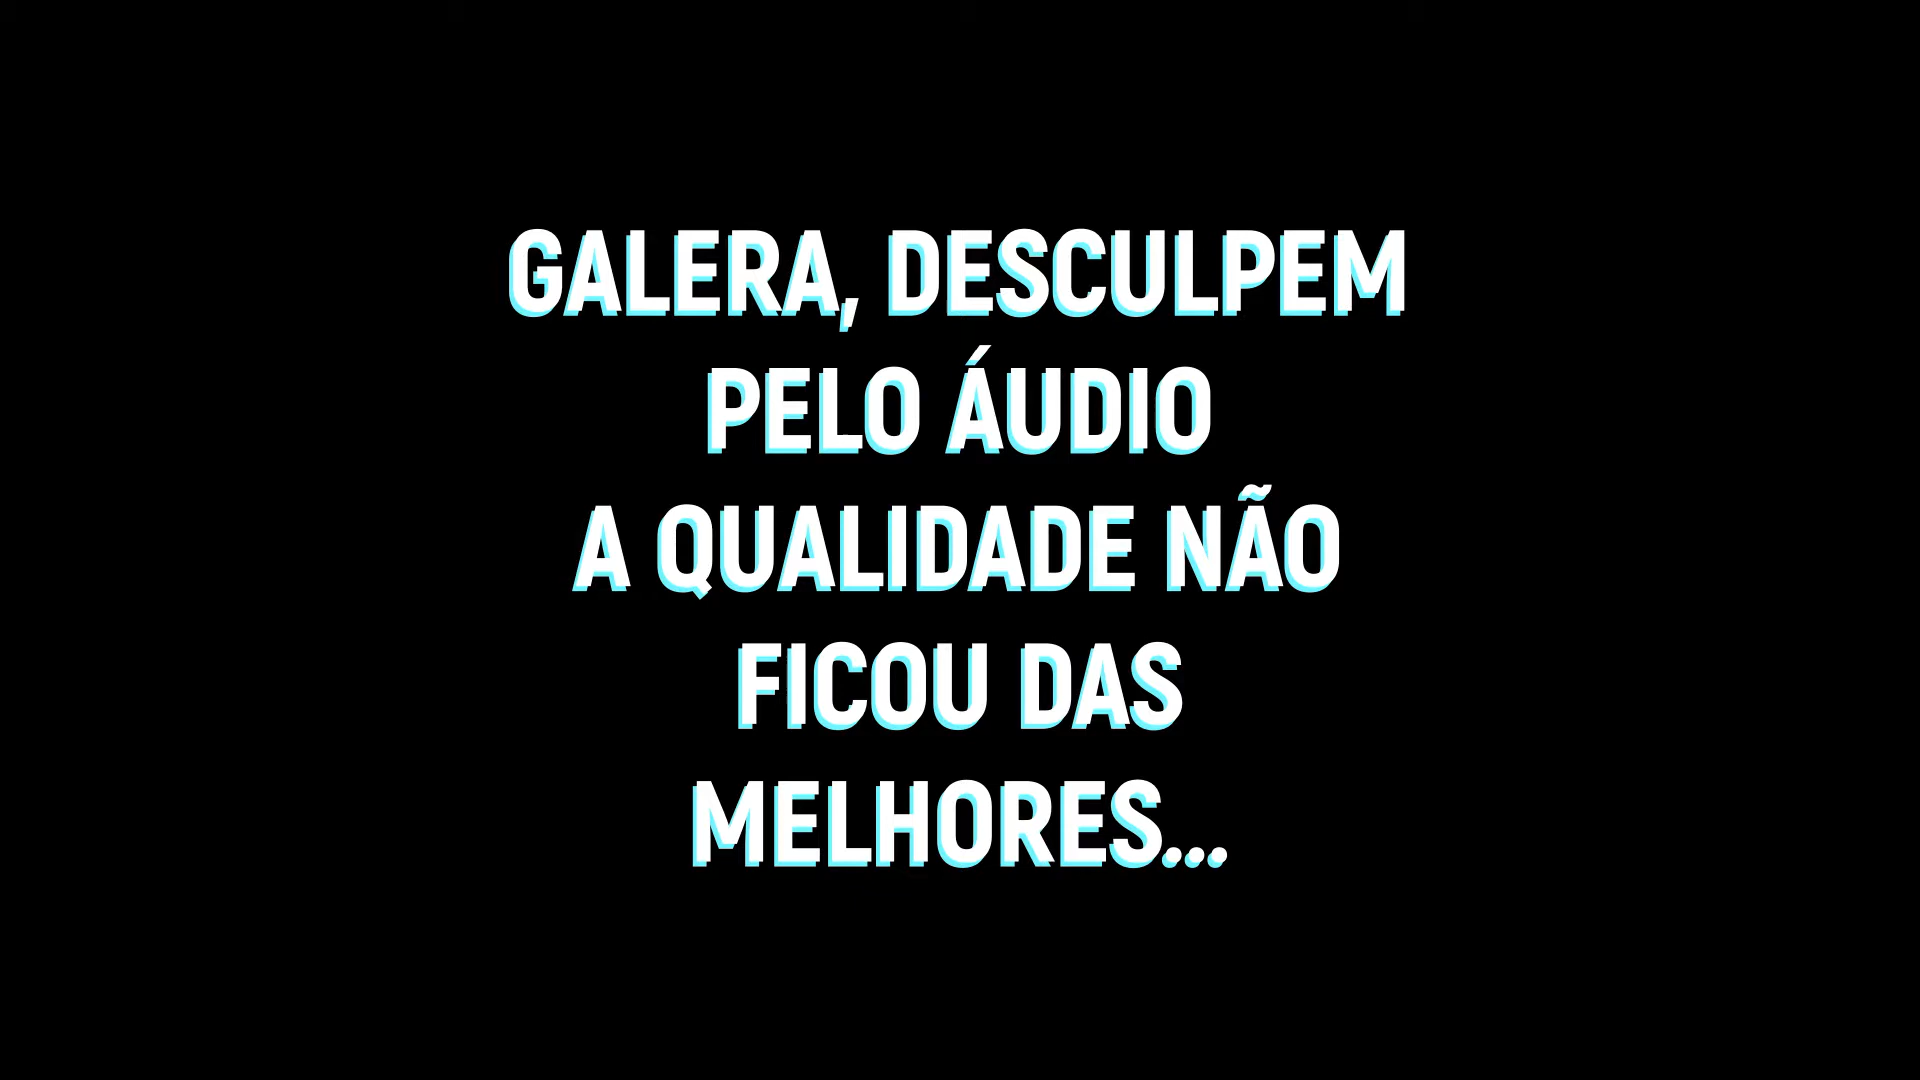 GALERA, DESCULPEM
PELO ÁUDIO
A QUALIDADE NÃO
FICOU DAS
MELHORES...